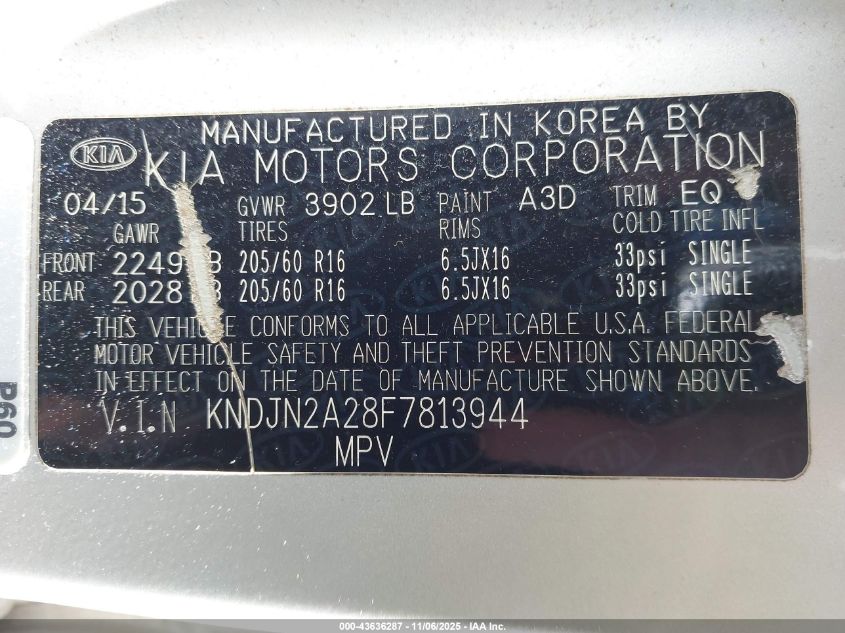 MANUFACTURED IN KOREA BY
KIA KIA MOTORS CORPORATION
04/15 GVWR 3902 LB PAINT A3D TRIM EQ
GAWR TIRES RIMS COLD TIRE INFL
FRONT 2249 205/60 R16 6.5JX16 33psi SINGLE
REAR 2028 205/60 R16 6.5JX16 33psi SINGLE
THIS VEHICLE CONFORMS TO ALL APPLICABLE U.S.A. FEDERAL
MOTOR VEHICLE SAFETY AND THEFT PREVENTION STANDARDS
IN EFFECT ON THE DATE OF MANUFACTURE SHOWN ABOVE.
V.I.N KNDJN2A28F7813944
MPV
000-43636287 - 11/06/2025 - IAA Inc.